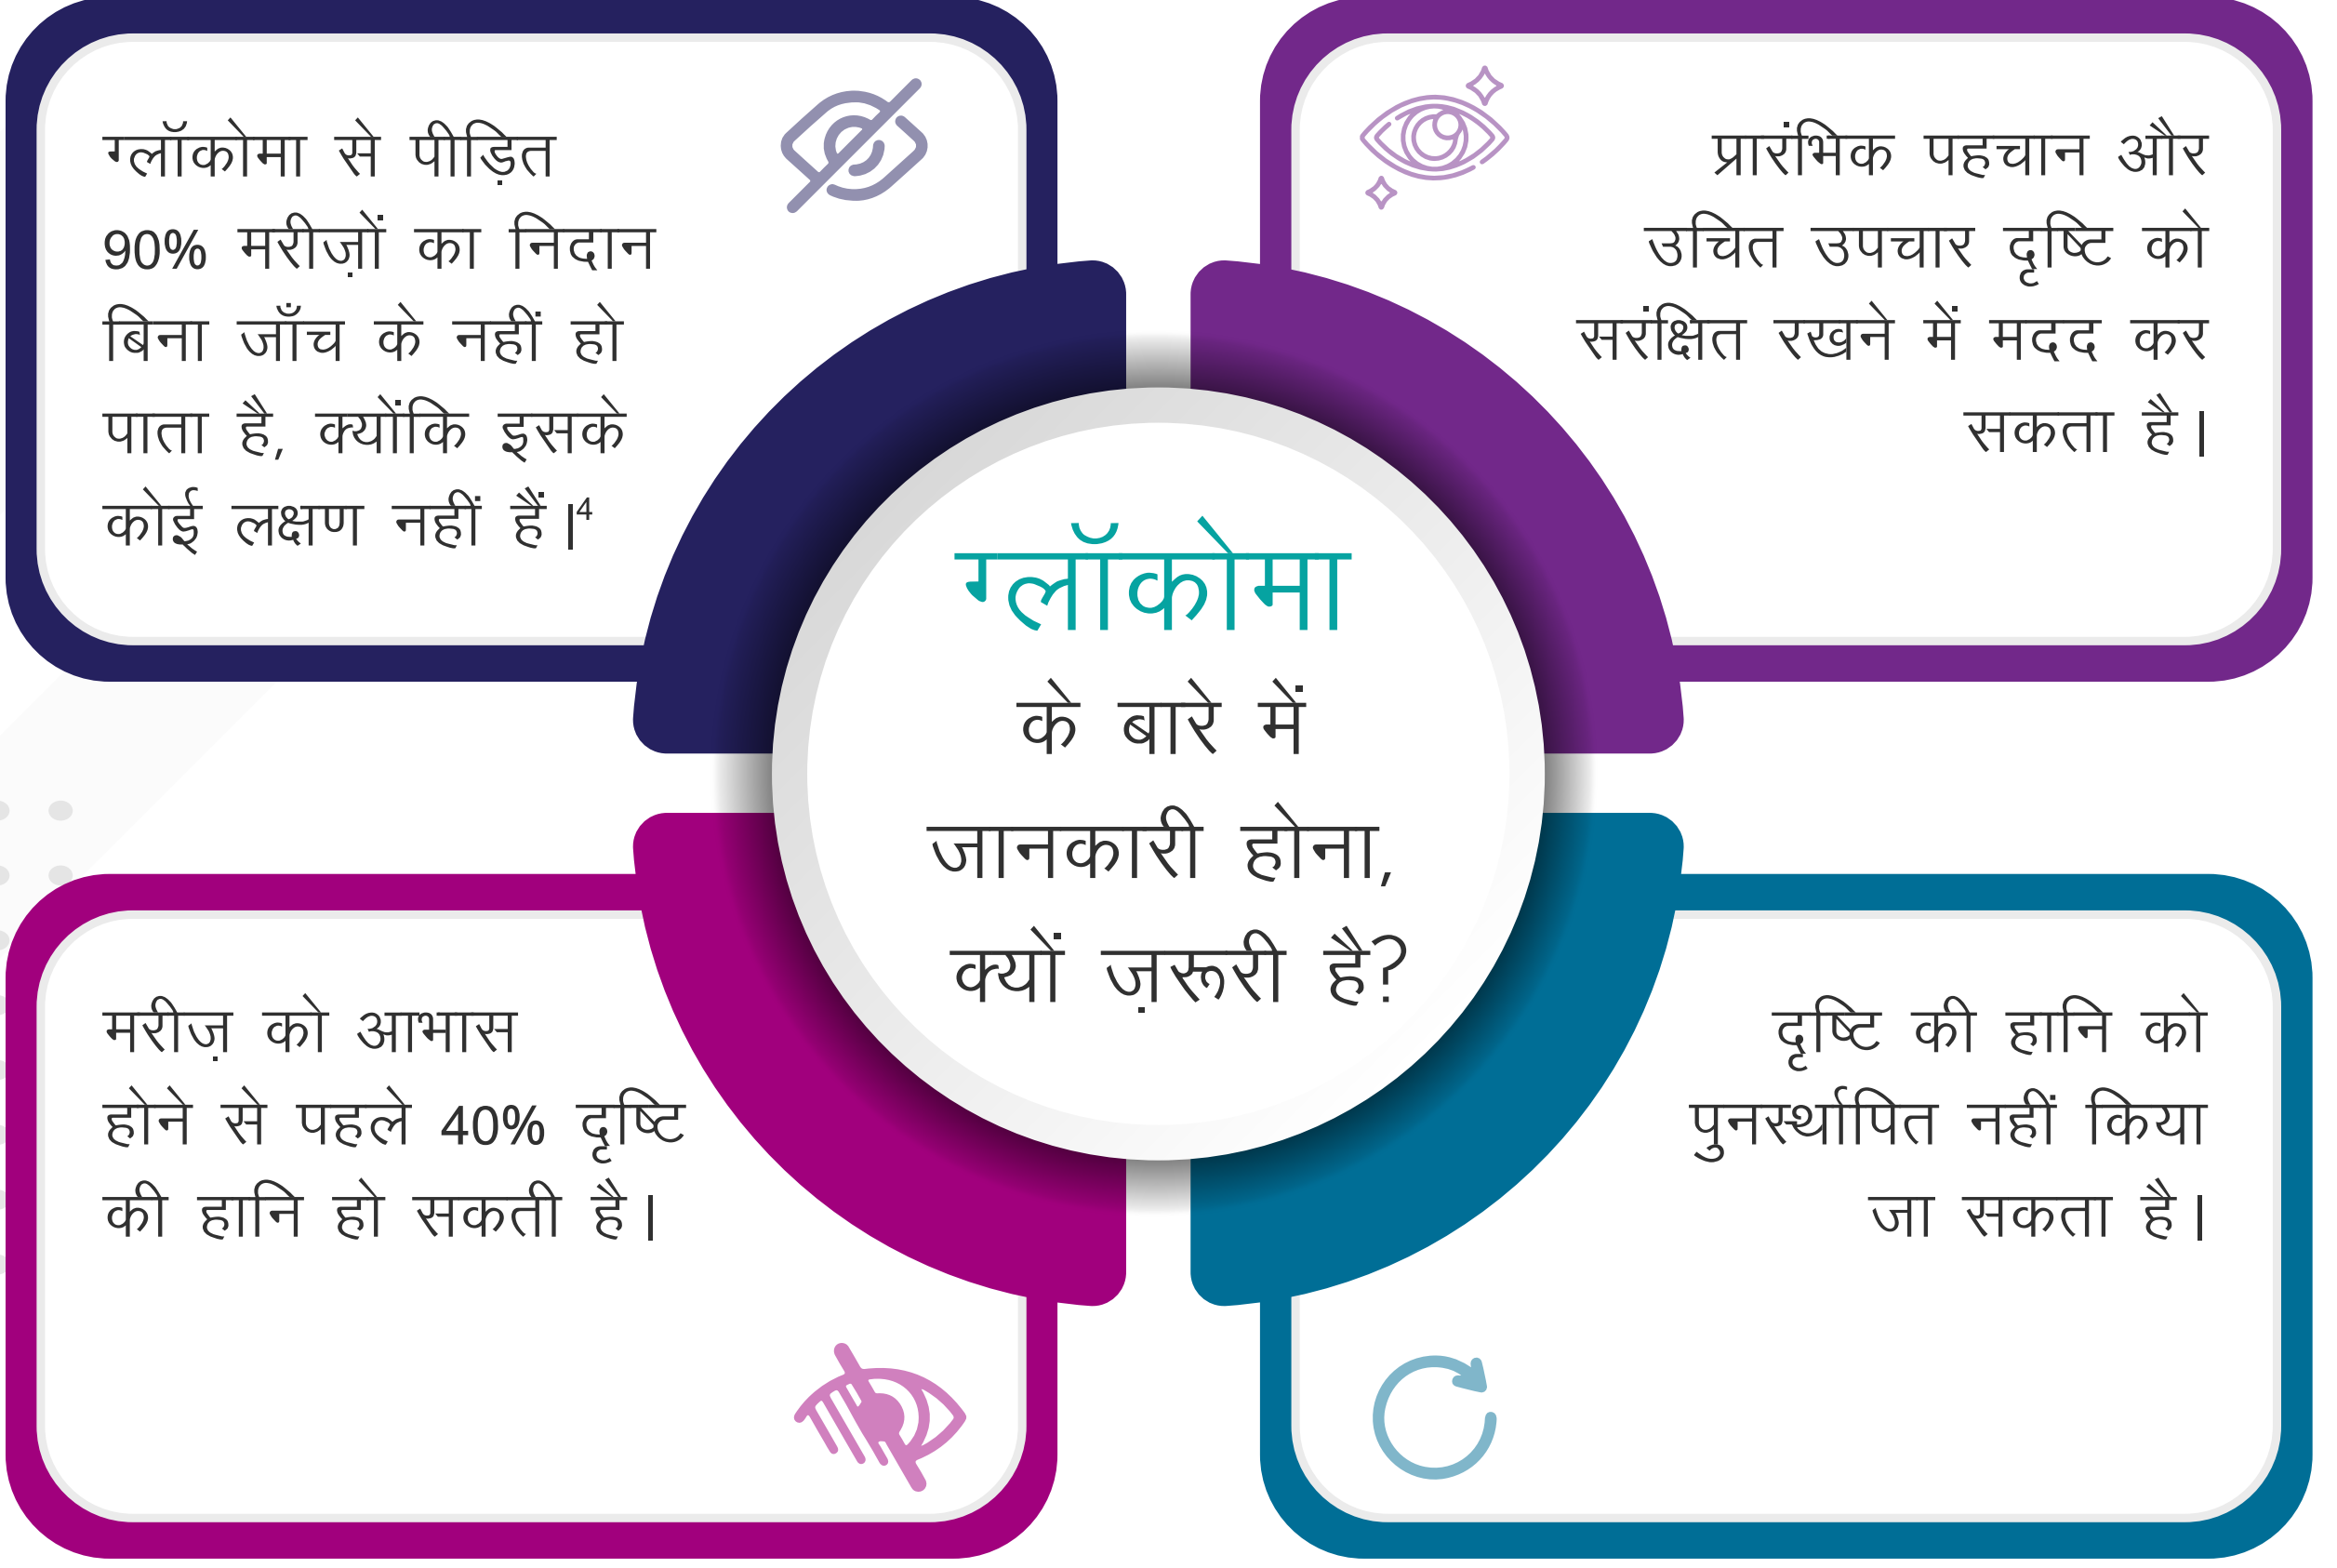 ग्लॉकोमा से पीड़ित
90% मरीज़ों का निदान
बिना जाँच के नहीं हो
पाता है, क्योंकि इसके
कोई लक्षण नहीं हैं|4
प्रारंभिक पहचान और
उचित उपचार दृष्टि को
संरक्षित रखने में मदद कर
सकता है|
ग्लॉकोमा
के बारे में
जानकारी होना,
क्यों ज़रूरी है?
मरीज़ को आभास
होने से पहले 40% दृष्टि
की हानि हो सकती है|
दृष्टि की हानि को
पुनर्स्थापित नहीं किया
जा सकता है|